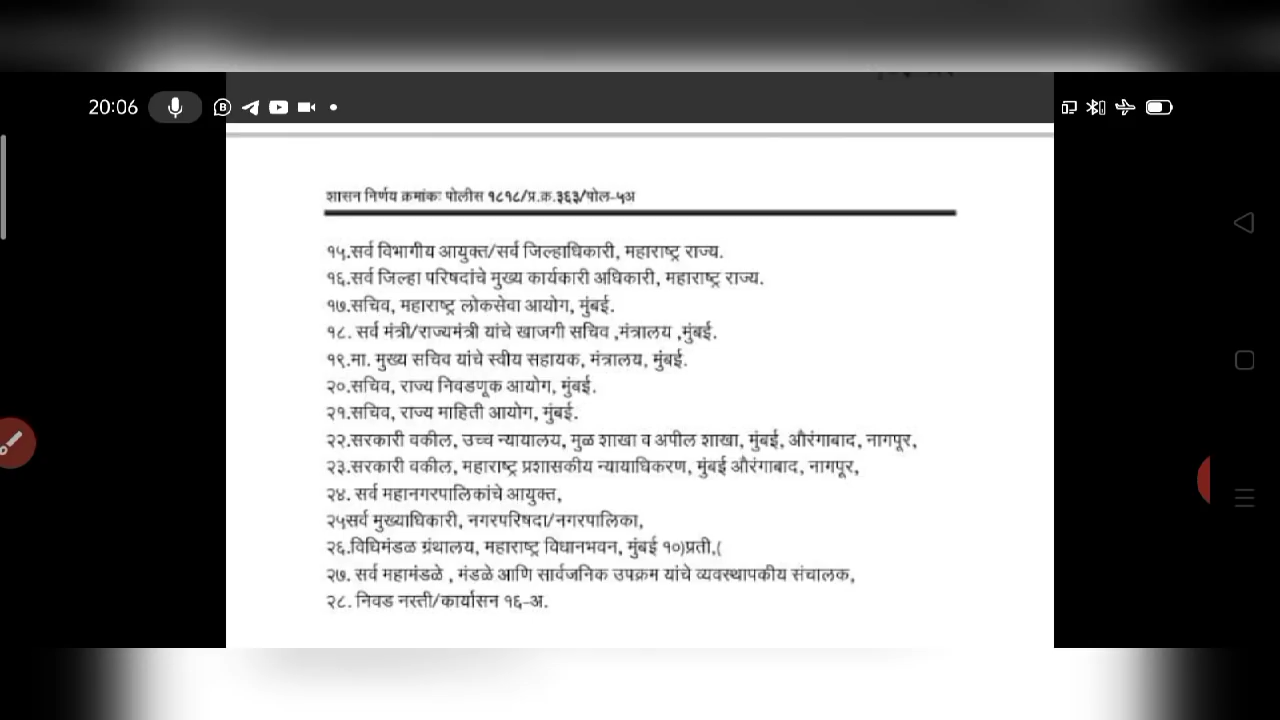 20:06
शासन निर्णय क्रमांकः पोलीस १८१८/प्र.क्र.३६३/पोल-५अ
१५.सर्व विभागीय आयुक्त/सर्व जिल्हाधिकारी, महाराष्ट्र राज्य.
१६.सर्व जिल्हा परिषदांचे मुख्य कार्यकारी अधिकारी, महाराष्ट्र राज्य.
१७.सचिव, महाराष्ट्र लोकसेवा आयोग, मुंबई.
१८. सर्व मंत्री/राज्यमंत्री यांचे खाजगी सचिव ,मंत्रालय ,मुंबई.
१९.मा. मुख्य सचिव यांचे स्वीय सहायक, मंत्रालय, मुंबई.
२०.सचिव, राज्य निवडणूक आयोग, मुंबई.
२१.सचिव, राज्य माहिती आयोग, मुंबई.
२२.सरकारी वकील, उच्च न्यायालय, मुळ शाखा व अपील शाखा, मुंबई, औरंगाबाद, नागपूर,
२३.सरकारी वकील, महाराष्ट्र प्रशासकीय न्यायाधिकरण, मुंबई औरंगाबाद, नागपूर,
२४. सर्व महानगरपालिकांचे आयुक्त,
२५सर्व मुख्याधिकारी, नगरपरिषदा/नगरपालिका,
२६.विधिमंडळ ग्रंथालय, महाराष्ट्र विधानभवन, मुंबई १०)प्रती,(
२७. सर्व महामंडळे , मंडळे आणि सार्वजनिक उपक्रम यांचे व्यवस्थापकीय संचालक,
२८. निवड नस्ती/कार्यासन १६-अ.